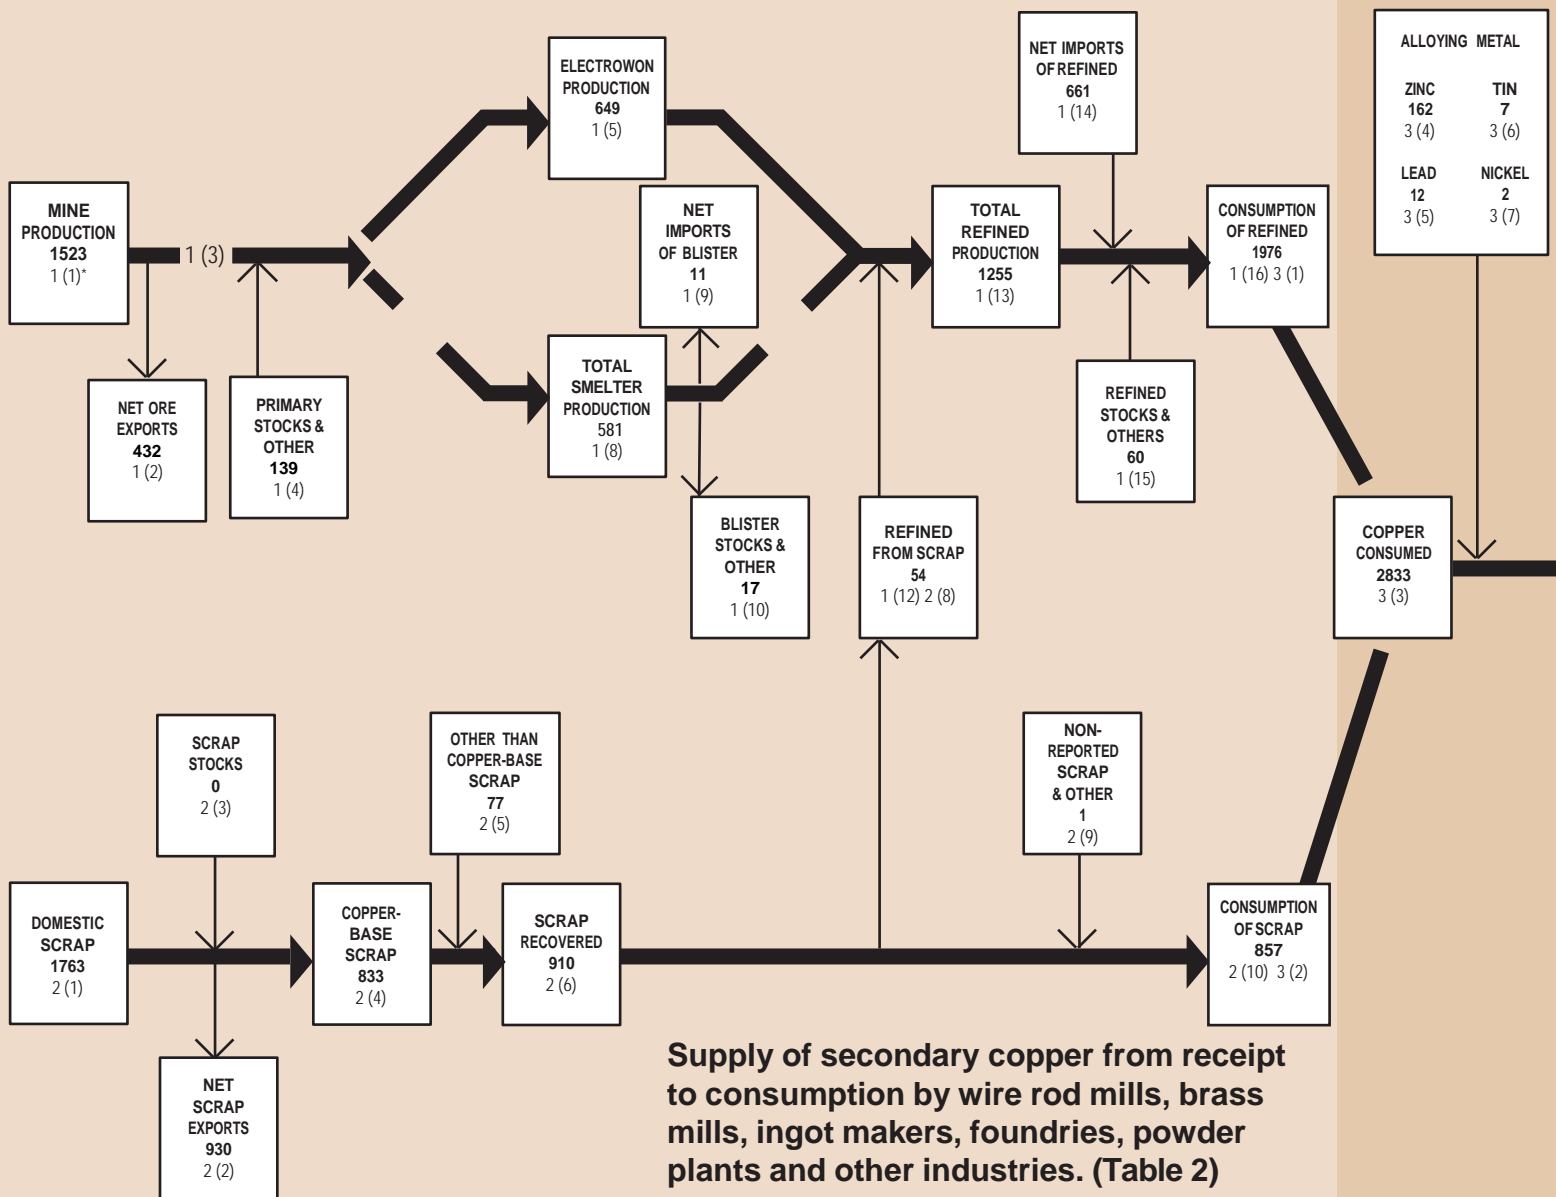 ELECTROWON
PRODUCTION
649
1 (5)
NET IMPORTS
OF REFINED
661
1 (14)
ALLOYING METAL
ZINC
162
3 (4)
TIN
7
3 (6)
LEAD
12
3 (5)
NICKEL
2
3 (7)
MINE
PRODUCTION
1523
1 (1)*
1 (3)
NET
IMPORTS
OF BLISTER
11
1 (9)
TOTAL
REFINED
PRODUCTION
1255
1 (13)
CONSUMPTION
OF REFINED
1976
1 (16) 3 (1)
NET ORE
EXPORTS
432
1 (2)
PRIMARY
STOCKS &
OTHER
139
1 (4)
TOTAL
SMELTER
PRODUCTION
581
1 (8)
REFINED
STOCKS &
OTHERS
60
1 (15)
BLISTER
STOCKS &
OTHER
17
1 (10)
REFINED
FROM SCRAP
54
1 (12) 2 (8)
COPPER
CONSUMED
2833
3 (3)
SCRAP
STOCKS
0
2 (3)
OTHER THAN
COPPER-BASE
SCRAP
77
2 (5)
NON-
REPORTED
SCRAP
& OTHER
1
2 (9)
DOMESTIC
SCRAP
1763
2 (1)
COPPER-
BASE
SCRAP
833
2 (4)
SCRAP
RECOVERED
910
2 (6)
CONSUMPTION
OF SCRAP
857
2 (10) 3 (2)
NET
SCRAP
EXPORTS
930
2 (2)
Supply of secondary copper from receipt
to consumption by wire rod mills, brass
mills, ingot makers, foundries, powder
plants and other industries. (Table 2)